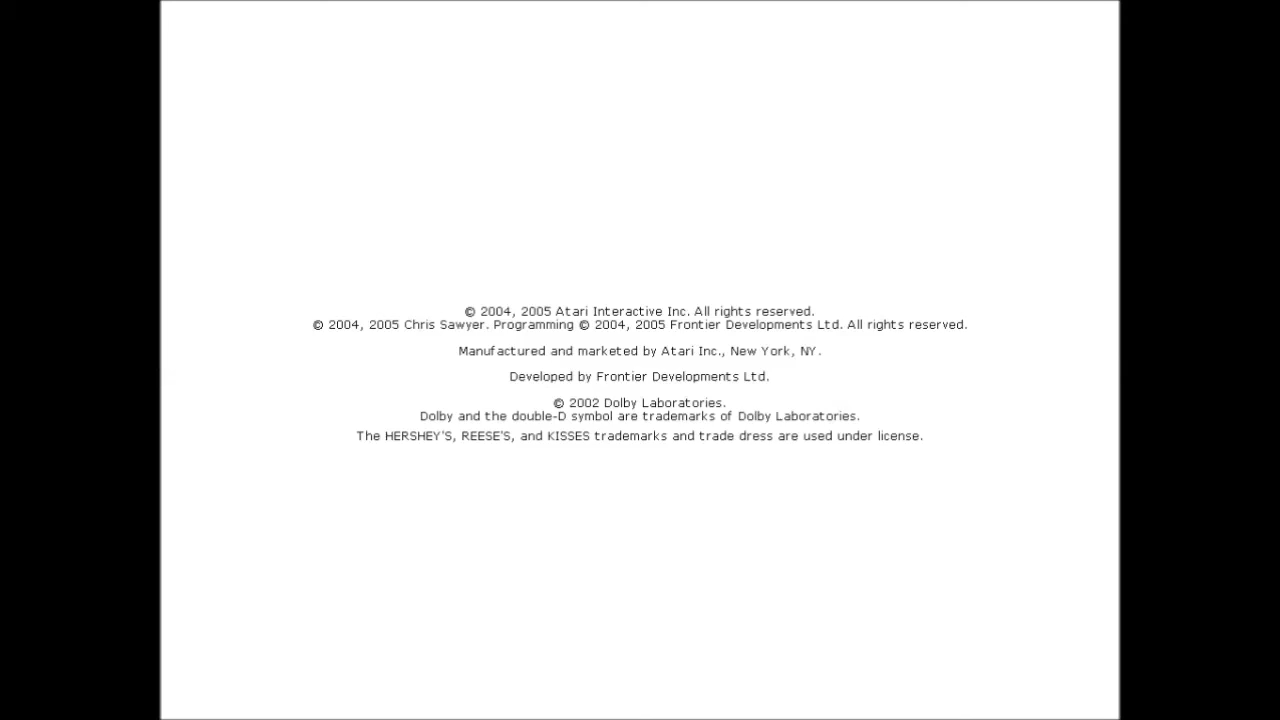 © 2004, 2005 Atari Interactive Inc. All rights reserved.
© 2004, 2005 Chris Sawyer. Programming © 2004, 2005 Frontier Developments Ltd. All rights reserved.
Manufactured and marketed by Atari Inc., New York, NY.
Developed by Frontier Developments Ltd.
© 2002 Dolby Laboratories.
Dolby and the double-D symbol are trademarks of Dolby Laboratories.
The HERSHEY'S, REESE'S, and KISSES trademarks and trade dress are used under license.